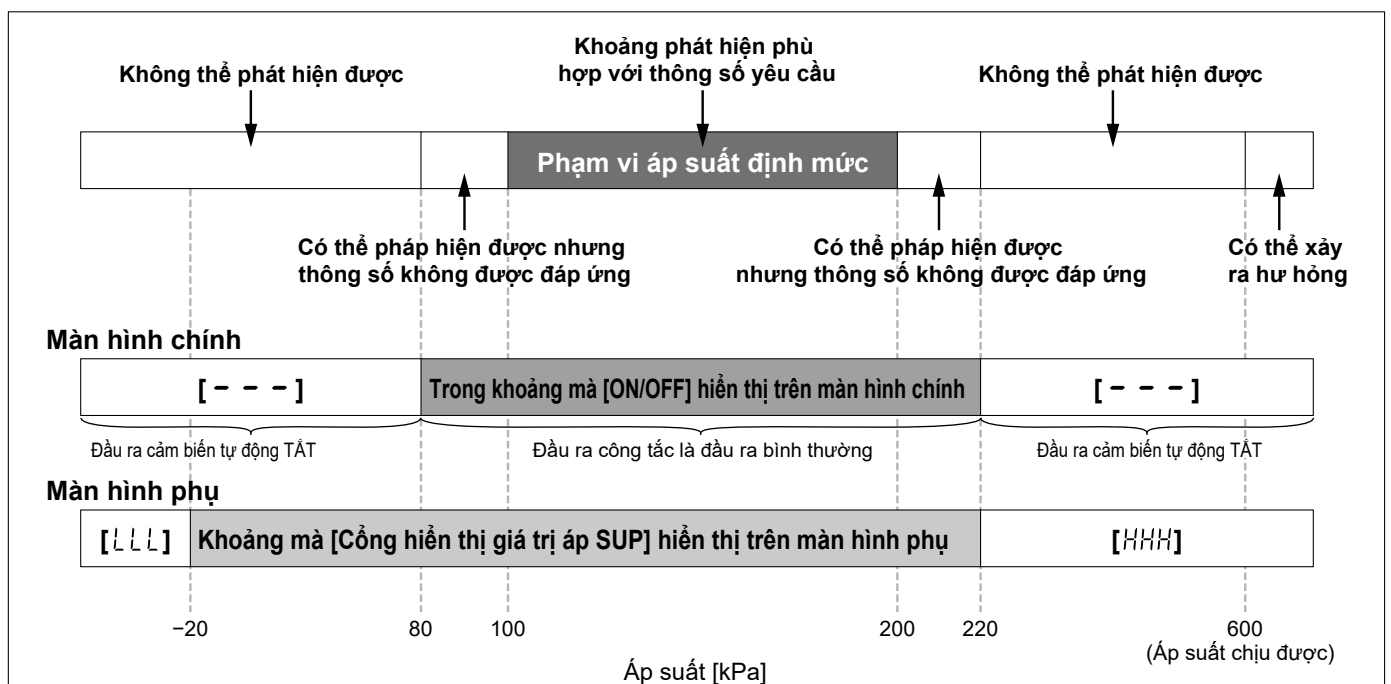 Không thể phát hiện được
Khoảng phát hiện phù
hợp với thông số yêu cầu
Không thể phát hiện được
Phạm vi áp suất định mức
Có thể pháp hiện được nhưng
thông số không được đáp ứng
Có thể pháp hiện được
nhưng thông số không được đáp ứng
Có thể xảy
ra hư hỏng
Màn hình chính
[– – –]
Trong khoảng mà [ON/OFF] hiển thị trên màn hình chính
[– – –]
Đầu ra cảm biến tự động TẮT
Đầu ra công tắc là đầu ra bình thường
Đầu ra cảm biến tự động TẮT
Màn hình phụ
[LLL]
Khoảng mà [Cổng hiển thị giá trị áp SUP] hiển thị trên màn hình phụ
[HHH]
−20
80
100
200
220
600
(Áp suất chịu được)
Áp suất [kPa]